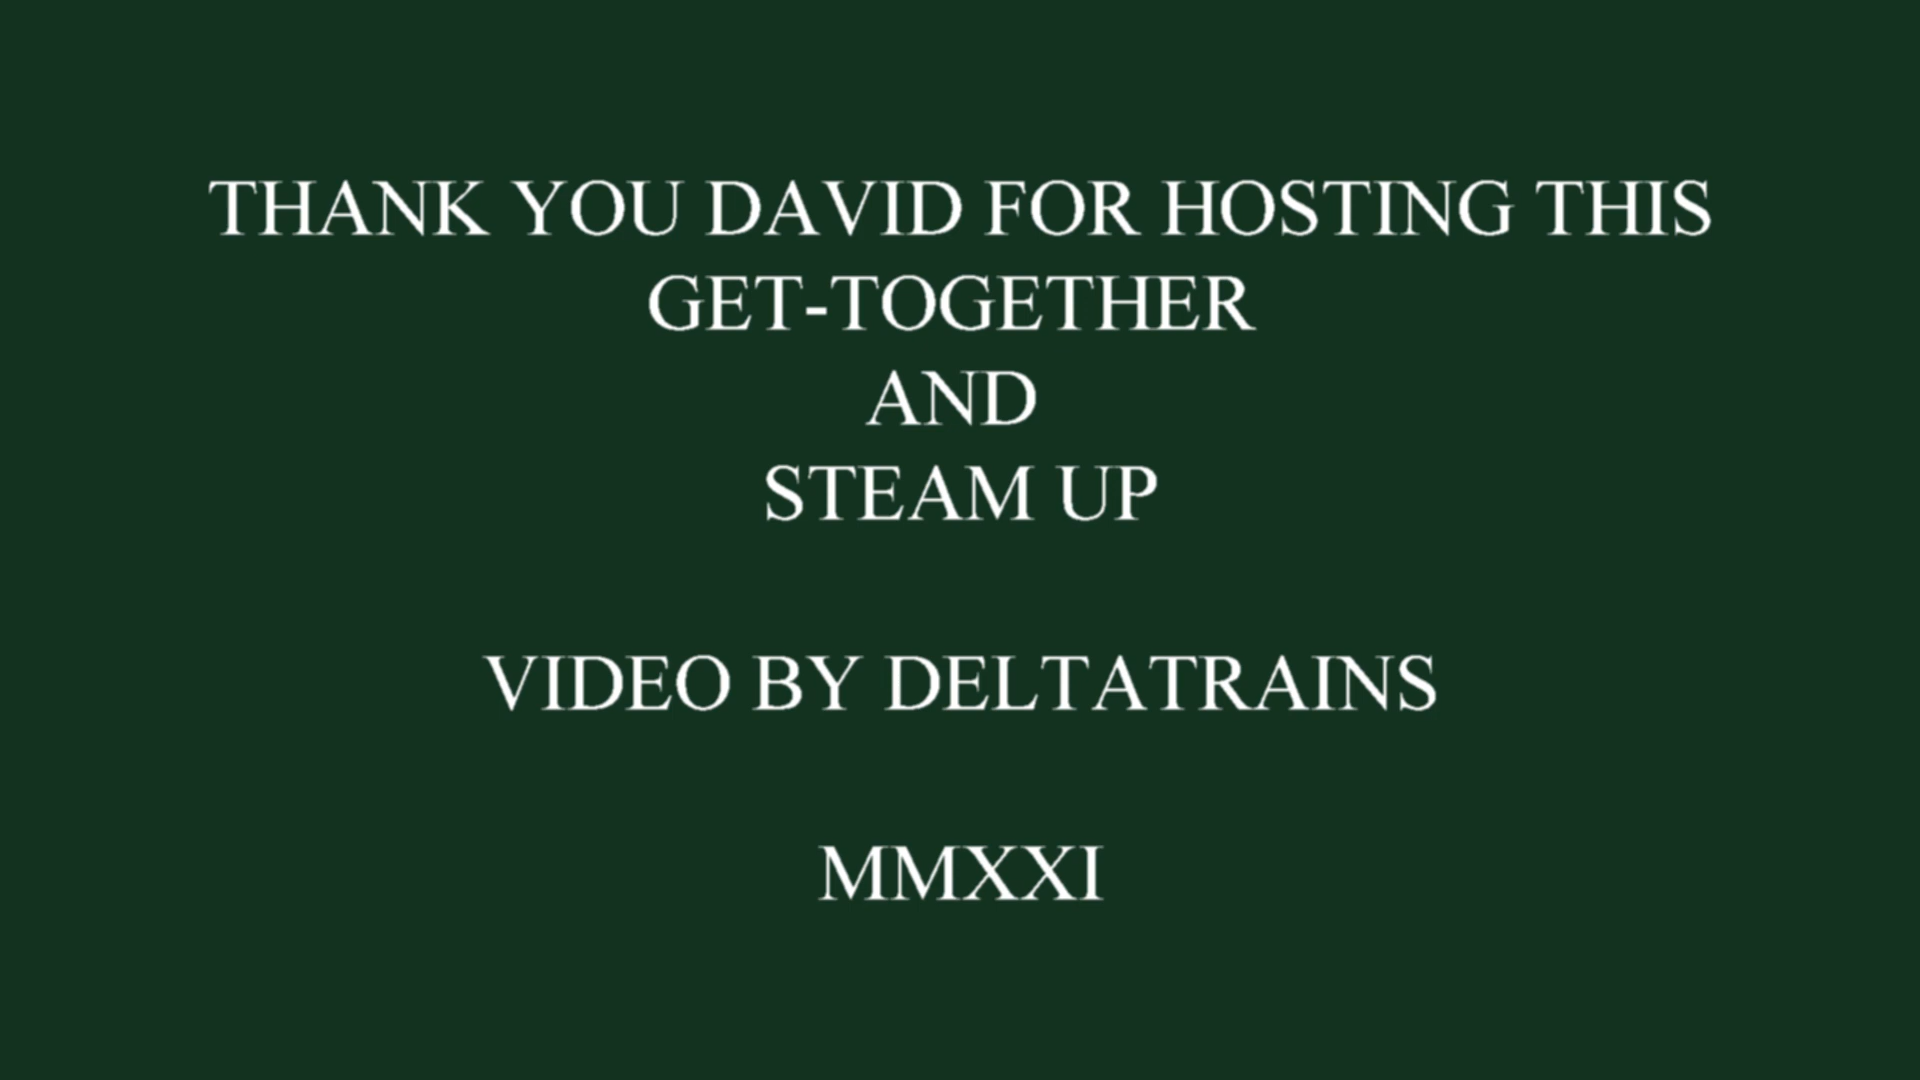 THANK YOU DAVID FOR HOSTING THIS
GET-TOGETHER
AND
STEAM UP
VIDEO BY DELTATRAINS
MMXXI